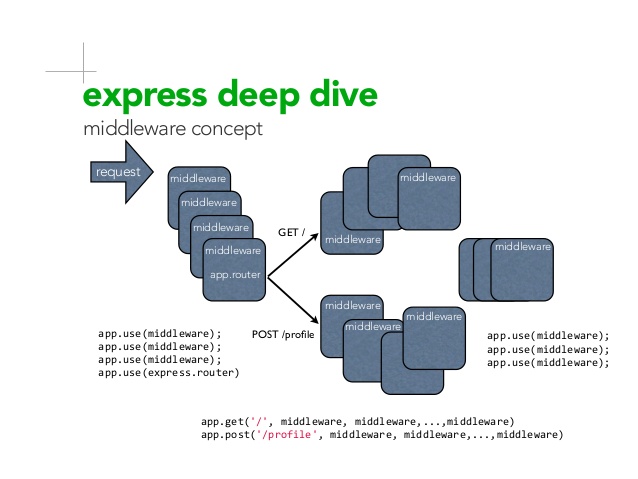 express deep dive
middleware concept
request
middleware
middleware
middleware
middleware
app.router
GET /
POST /profile
middleware
middleware
middleware
middleware
middleware
middleware
app.use(middleware);
app.use(middleware);
app.use(middleware);
app.use(express.router)
app.use(middleware);
app.use(middleware);
app.use(middleware);
app.get('/', middleware, middleware,...,middleware)
app.post('/profile', middleware, middleware,...,middleware)